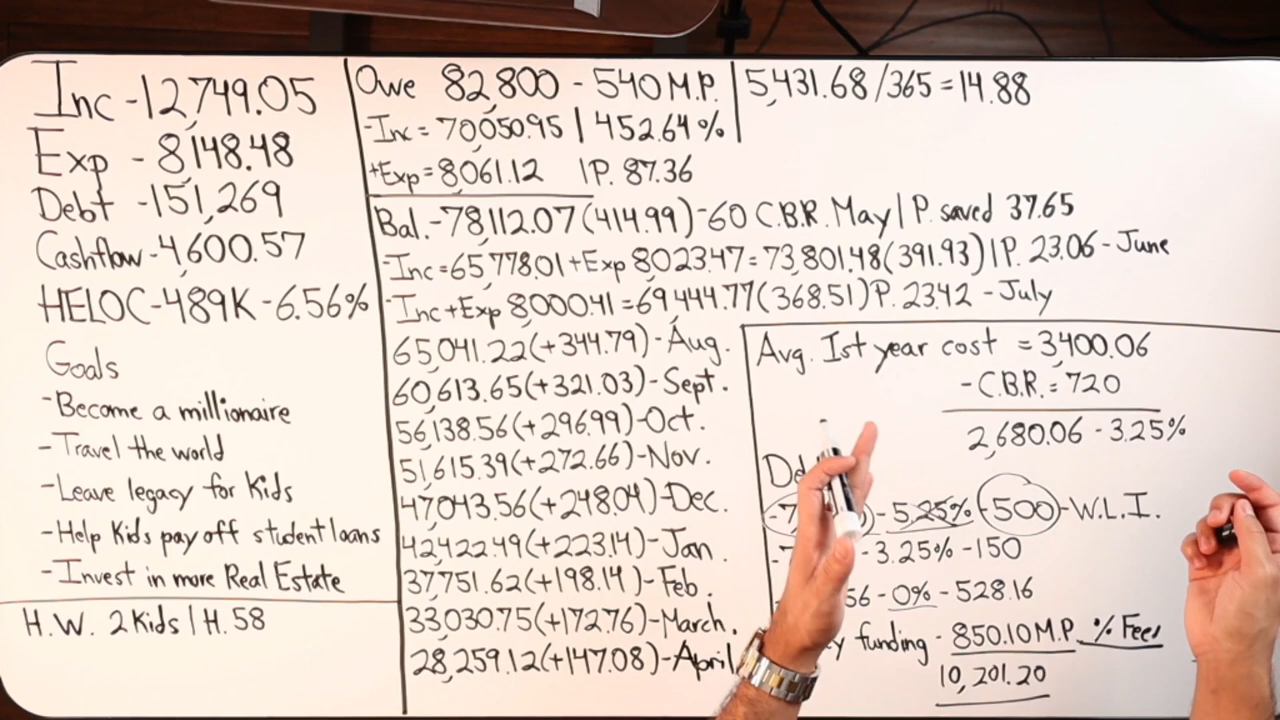 Inc - 12,749.05
Exp - 8,148.48
Debt - 151,269
Cashflow - 4,600.57
HELOC - 489K - 6.56%
Goals
- Become a millionaire
- Travel the world
- Leave legacy for Kids
- Help Kids pay off student loans
- Invest in more Real Estate
H.W. 2 Kids | H. 58
Owe 82,800 - 540 M.P.
- Inc = 70,050.95 | 452.64%
+ Exp = 8,061.12 | P. 87.36
5,431.68/365 = 14.88
Bal. - 78,112.07 (414.99) - 60 C.B.R. May | P. saved 37.65
- Inc = 65,778.01 + Exp 8,023.47 = 73,801.48 (391.93) | P. 23.06 - June
- Inc + Exp 8,000.41 = 69,444.77 (368.51) P. 23.42 - July
65,041.22 (+344.79) - Aug.
60,613.65 (+321.03) - Sept.
56,138.56 (+296.99) - Oct.
51,615.39 (+272.66) - Nov.
47,043.56 (+248.04) - Dec.
42,422.49 (+223.14) - Jan.
37,751.62 (+198.14) - Feb.
33,030.75 (+172.76) - March.
28,259.12 (+147.08) - April
Avg. 1st year cost = 3,400.06
- C.B.R. = 720
2,680.06 - 3.25%
- 5.25% - 500 - W.L.I.
- 3.25% - 150
56 - 0% - 528.16
funding - 850.10 M.P. % Fees
10,201.20